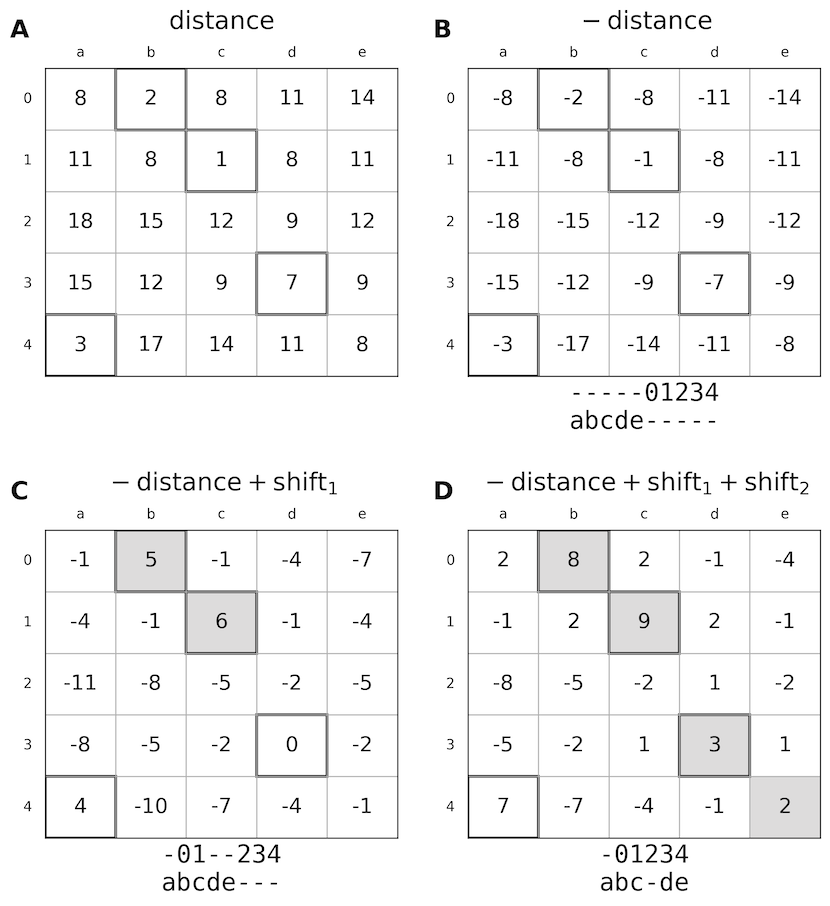 A distance
a b c d e
0 8 2 8 11 14
1 11 8 1 8 11
2 18 15 12 9 12
3 15 12 9 7 9
4 3 17 14 11 8
B − distance
a b c d e
0 -8 -2 -8 -11 -14
1 -11 -8 -1 -8 -11
2 -18 -15 -12 -9 -12
3 -15 -12 -9 -7 -9
4 -3 -17 -14 -11 -8
-----01234
abcde-----
C − distance + shift₁
a b c d e
0 -1 5 -1 -4 -7
1 -4 -1 6 -1 -4
2 -11 -8 -5 -2 -5
3 -8 -5 -2 0 -2
4 4 -10 -7 -4 -1
-01--234
abcde---
D − distance + shift₁ + shift₂
a b c d e
0 2 8 2 -1 -4
1 -1 2 9 2 -1
2 -8 -5 -2 1 -2
3 -5 -2 1 3 1
4 7 -7 -4 -1 2
-01234
abc-de